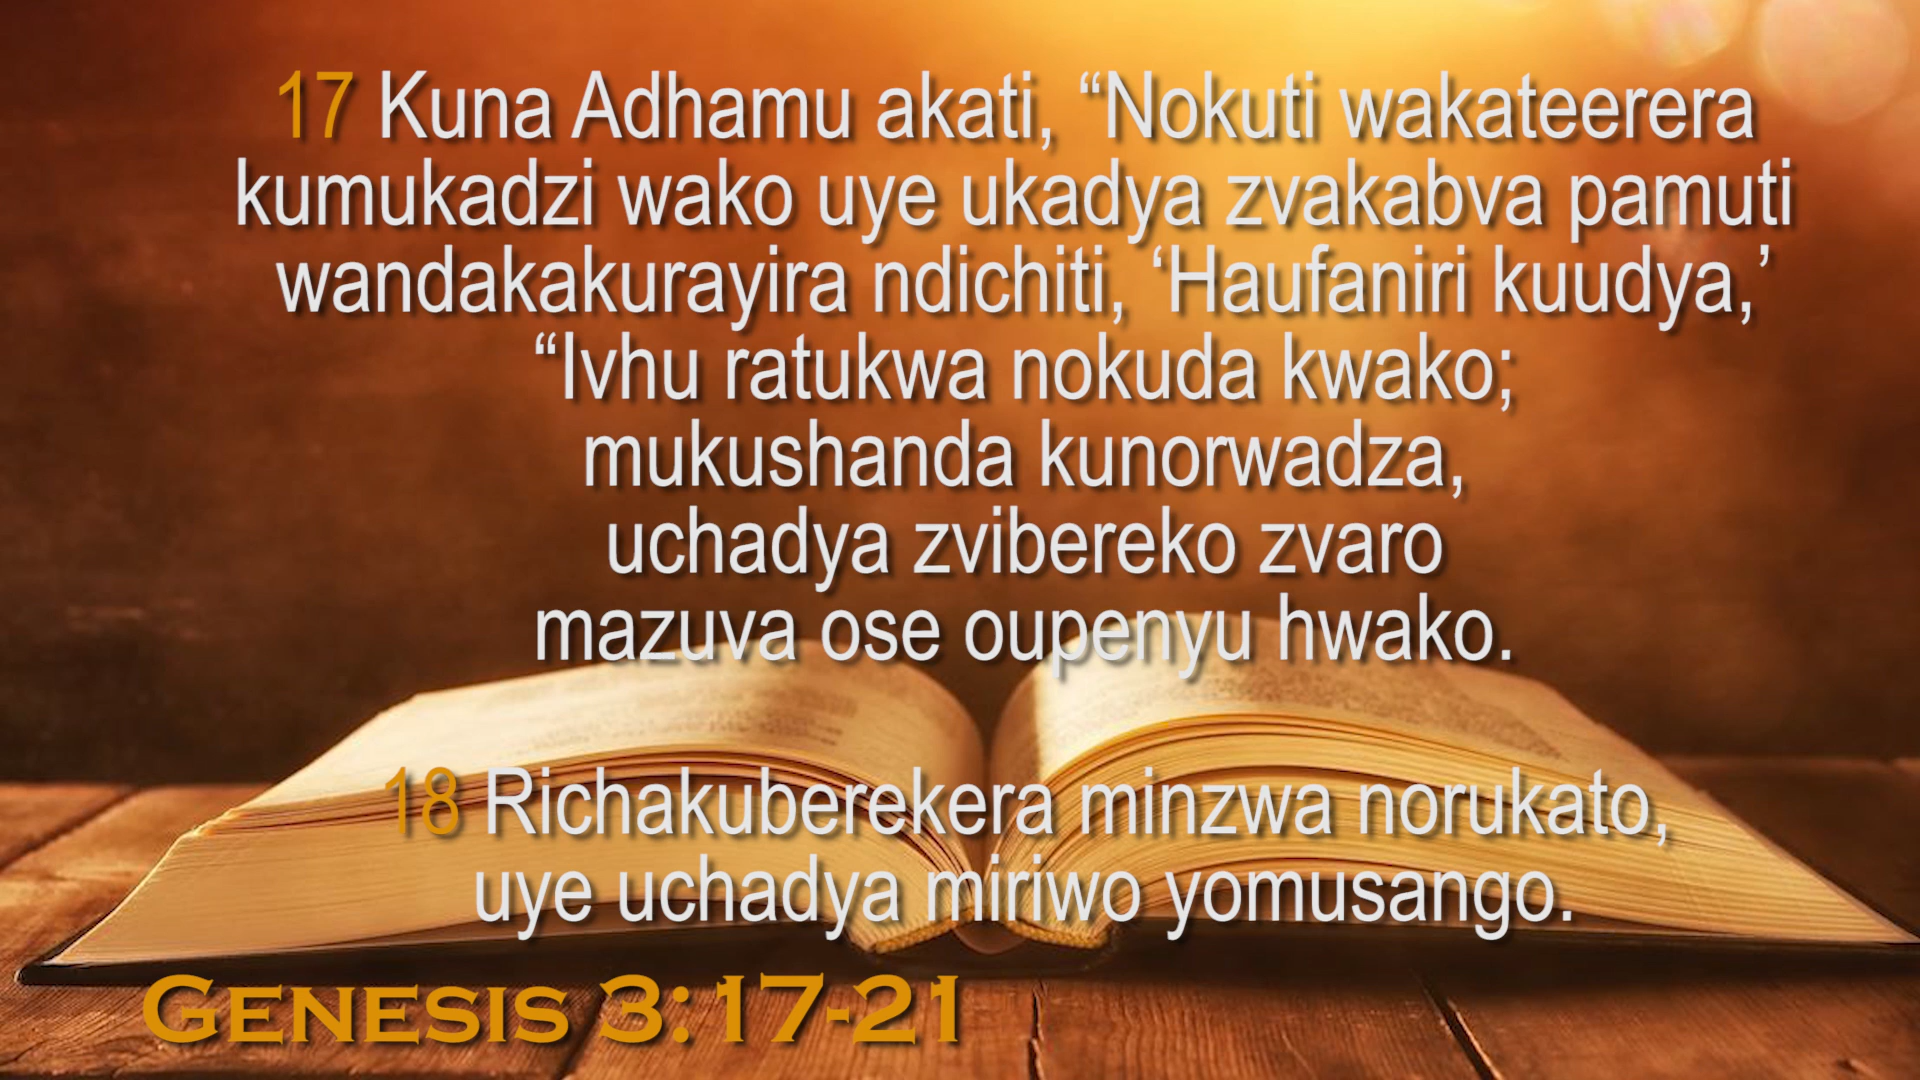 17 Kuna Adhamu akati, “Nokuti wakateerera
kumukadzi wako uye ukadya zvakabva pamuti
wandakakurayira ndichiti, ‘Haufaniri kuudya,’
“Ivhu ratukwa nokuda kwako;
mukushanda kunorwadza,
uchadya zvibereko zvaro
mazuva ose oupenyu hwako.
18 Richakuberekera minzwa norukato,
uye uchadya miriwo yomusango.
Genesis 3:17-21